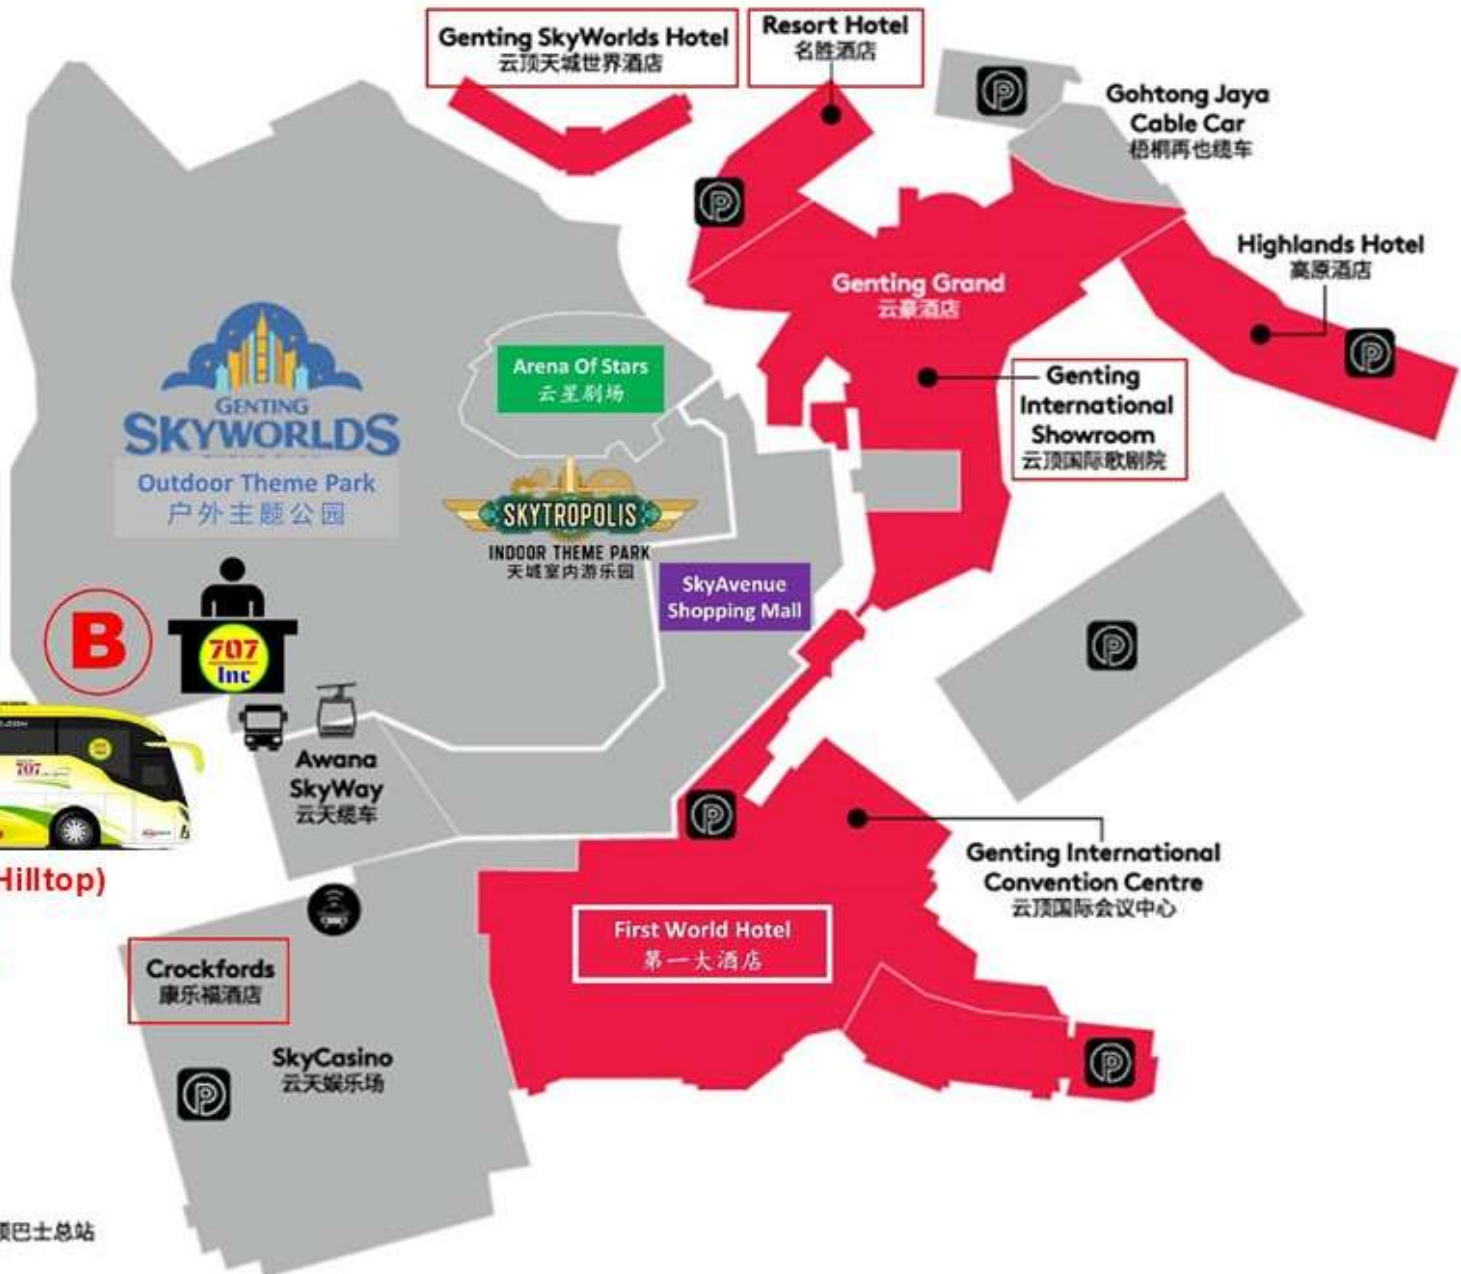 Genting SkyWorlds Hotel
云顶天城世界酒店
Resort Hotel
名胜酒店
Gohtong Jaya
Cable Car
梧桐再也缆车
Highlands Hotel
高原酒店
Genting Grand
云豪酒店
Genting
International
Showroom
云顶国际歌剧院
Arena Of Stars
云星剧场
GENTING
SKYWORLDS
Outdoor Theme Park
户外主题公园
SKYTROPOLIS
INDOOR THEME PARK
天城室内游乐园
SkyAvenue
Shopping Mall
B
707
Inc
707
Awana
SkyWay
云天缆车
Hilltop)
Genting International
Convention Centre
云顶国际会议中心
First World Hotel
第一大酒店
Crockfords
康乐福酒店
SkyCasino
云天娱乐场
巴士总站